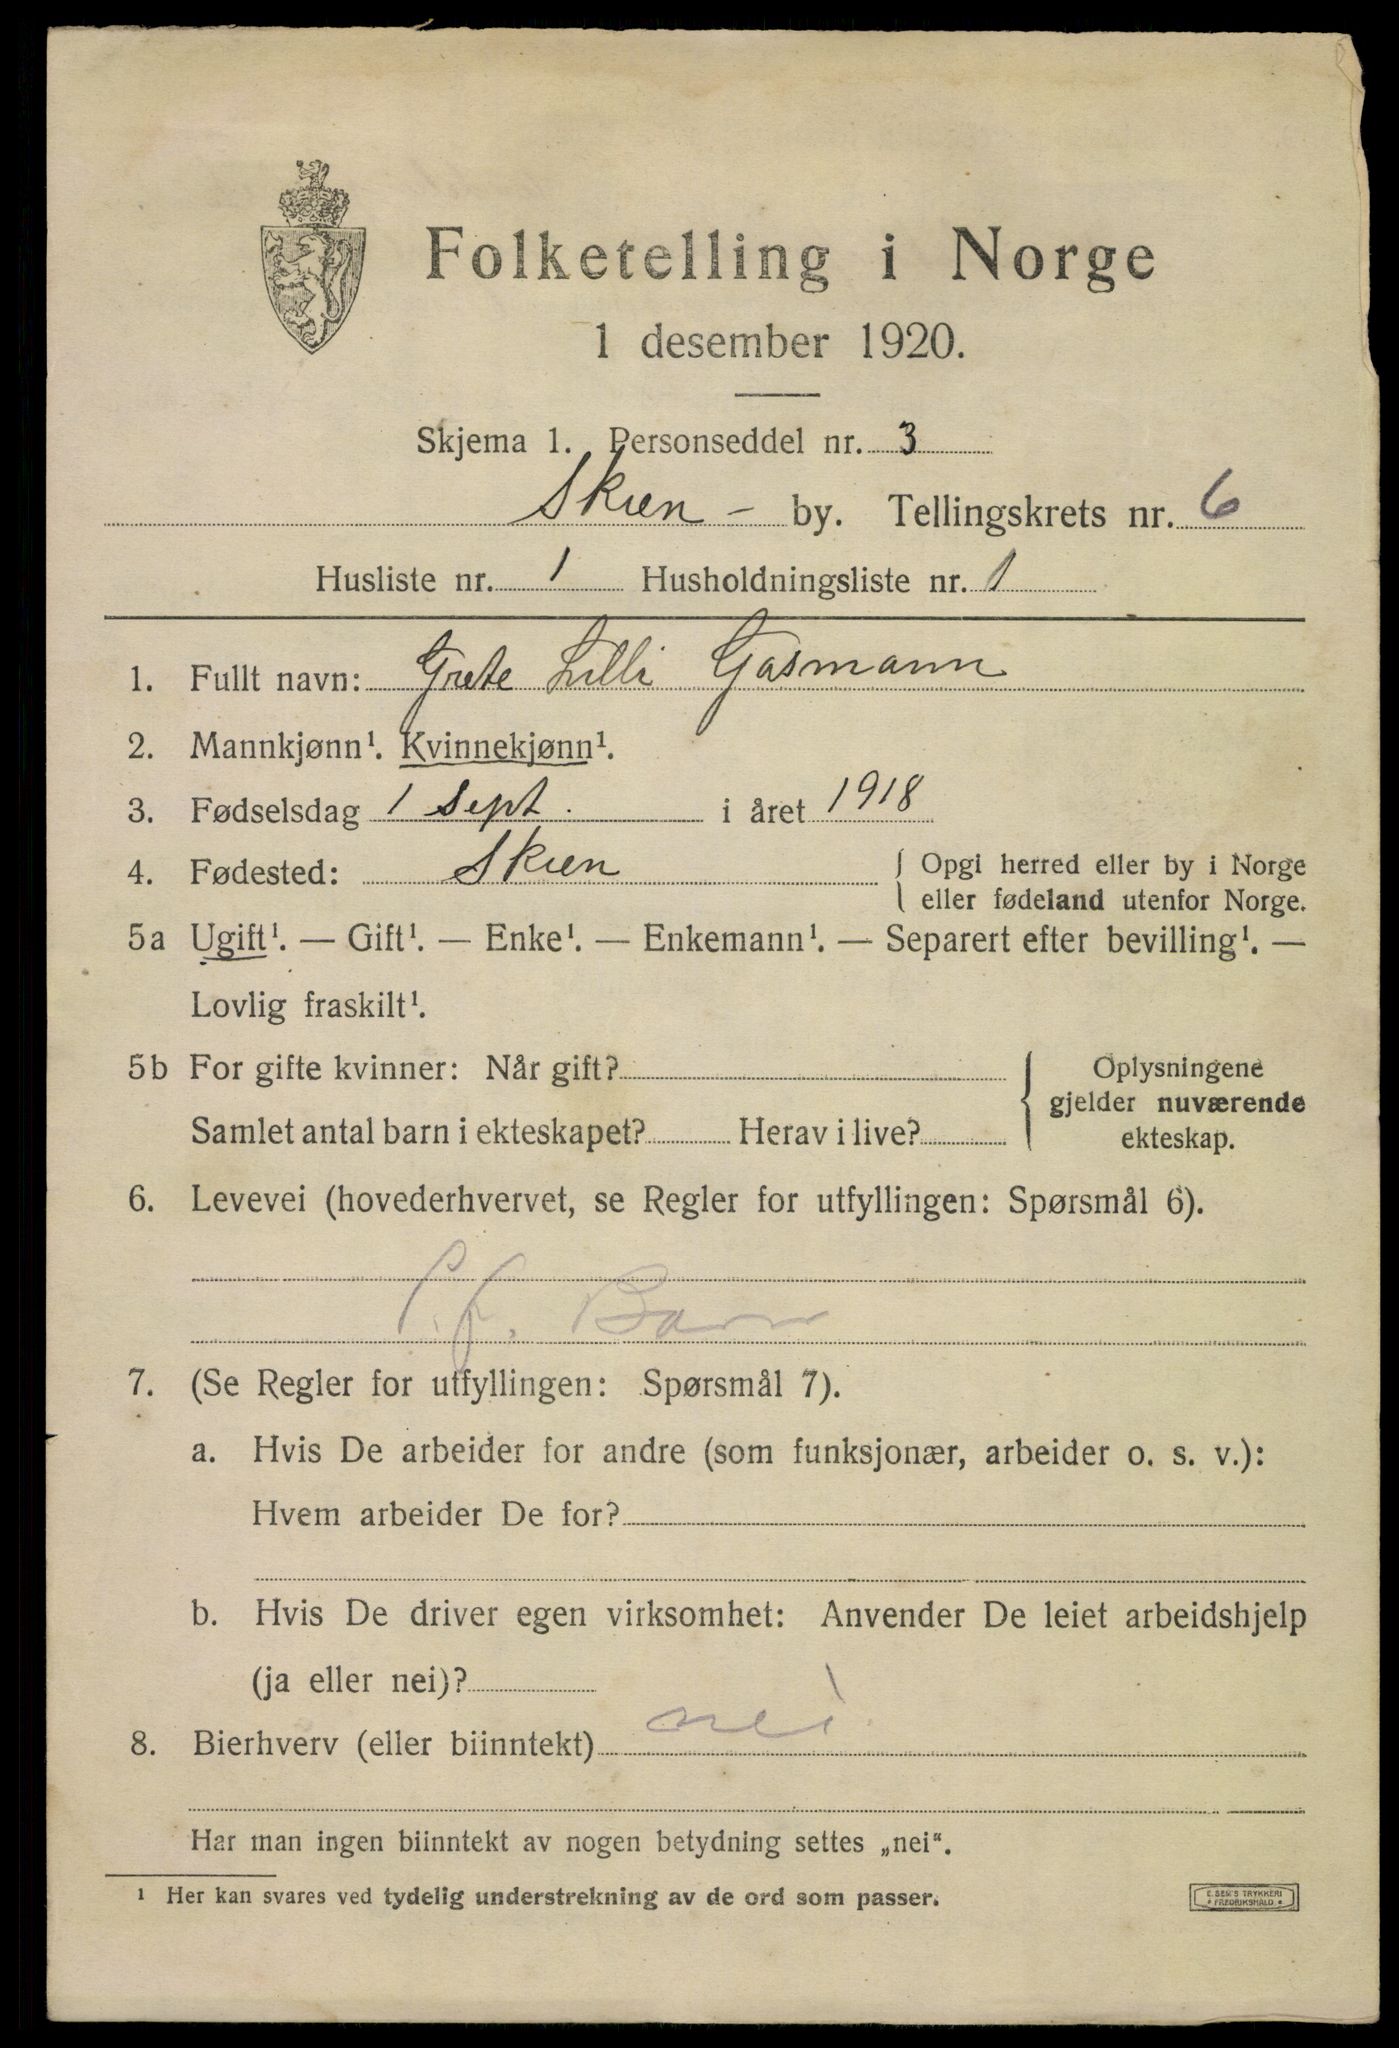 Folketelling i Norge
1 desember 1920.
Skjema 1. Personseddel nr. 3
Skien - by. Tellingskrets nr. 6
Husliste nr. 1 Husholdningsliste nr. 1
1. Fullt navn: Grete Lilli Gasmann
2. Mannkjønn¹. Kvinnekjønn¹.
3. Fødselsdag 1 Sept. i året 1918
4. Fødested: Skien { Opgi herred eller by i Norge
eller fødeland utenfor Norge.
5a Ugift¹. — Gift¹. — Enke¹. — Enkemann¹. — Separert efter bevilling¹. —
Lovlig fraskilt¹.
5b For gifte kvinner: Når gift? { Oplysningene
gjelder nuværende
Samlet antal barn i ekteskapet? Herav i live? ekteskap.
6. Levevei (hovederhvervet, se Regler for utfyllingen: Spørsmål 6).
Barn
7. (Se Regler for utfyllingen: Spørsmål 7).
a. Hvis De arbeider for andre (som funksjonær, arbeider o. s. v.):
Hvem arbeider De for?
b. Hvis De driver egen virksomhet: Anvender De leiet arbeidshjelp
(ja eller nei)?
8. Bierhverv (eller biinntekt) nei
Har man ingen biinntekt av nogen betydning settes „nei“.
¹ Her kan svares ved tydelig understrekning av de ord som passer.
E. SEM'S TRYKKERI
* FREDRIKSHALD. *